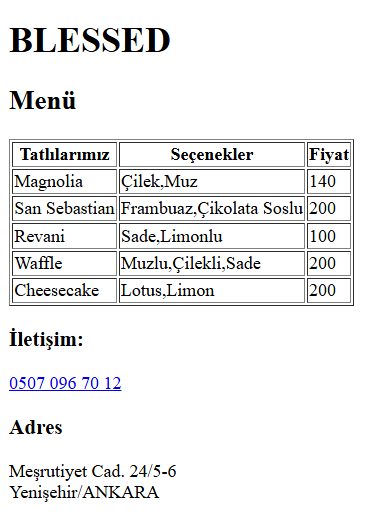 BLESSED
Menü
Tatlılarımız Seçenekler Fiyat
Magnolia Çilek,Muz 140
San Sebastian Frambuaz,Çikolata Soslu 200
Revani Sade,Limonlu 100
Waffle Muzlu,Çilekli,Sade 200
Cheesecake Lotus,Limon 200
İletişim:
0507 096 70 12
Adres
Meşrutiyet Cad. 24/5-6
Yenişehir/ANKARA